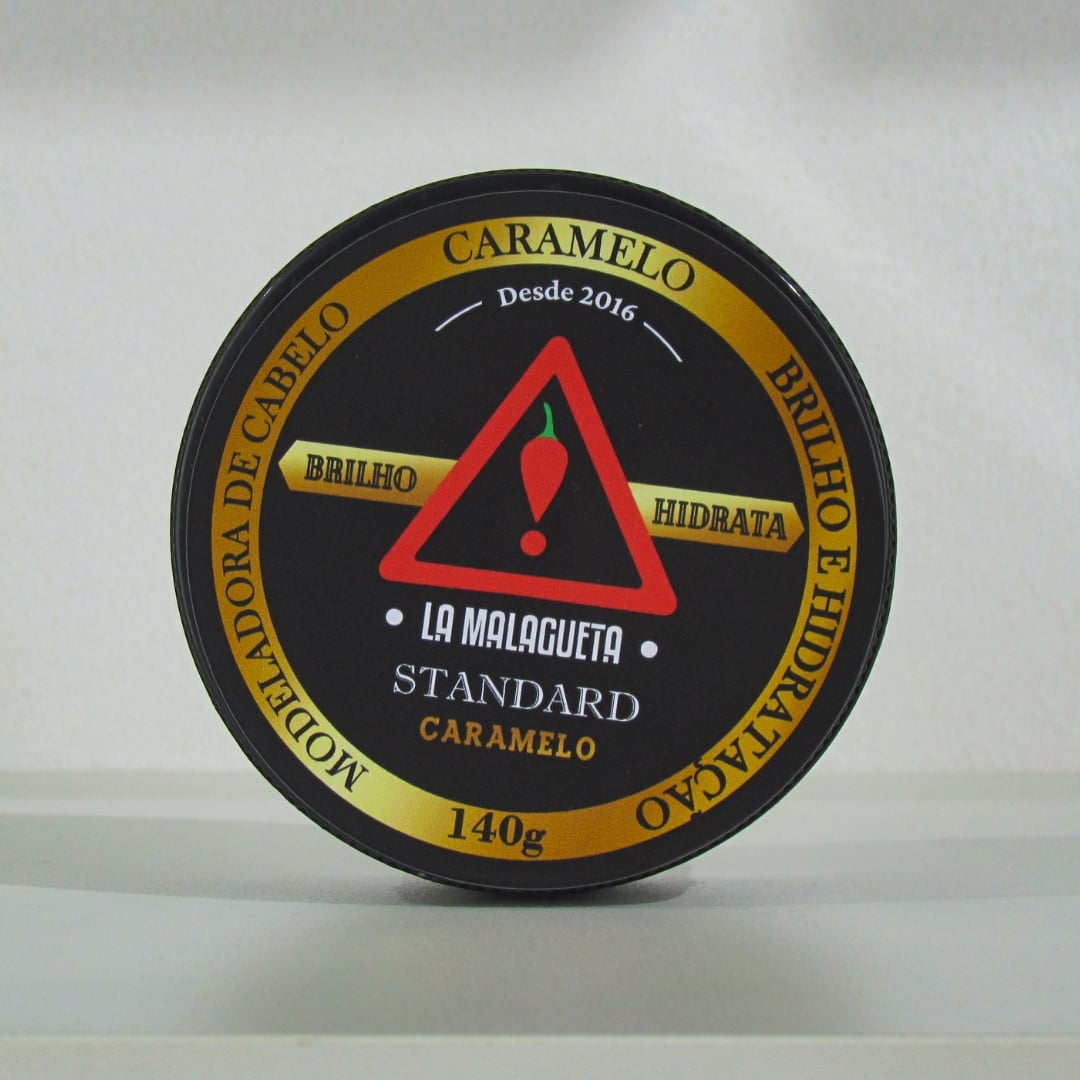 CARAMELO
Desde 2016
MODELADORA DE CABELO
BRILHO E HIDRATAÇÃO
BRILHO
HIDRATA
LA MALAGUETA
STANDARD
CARAMELO
140g